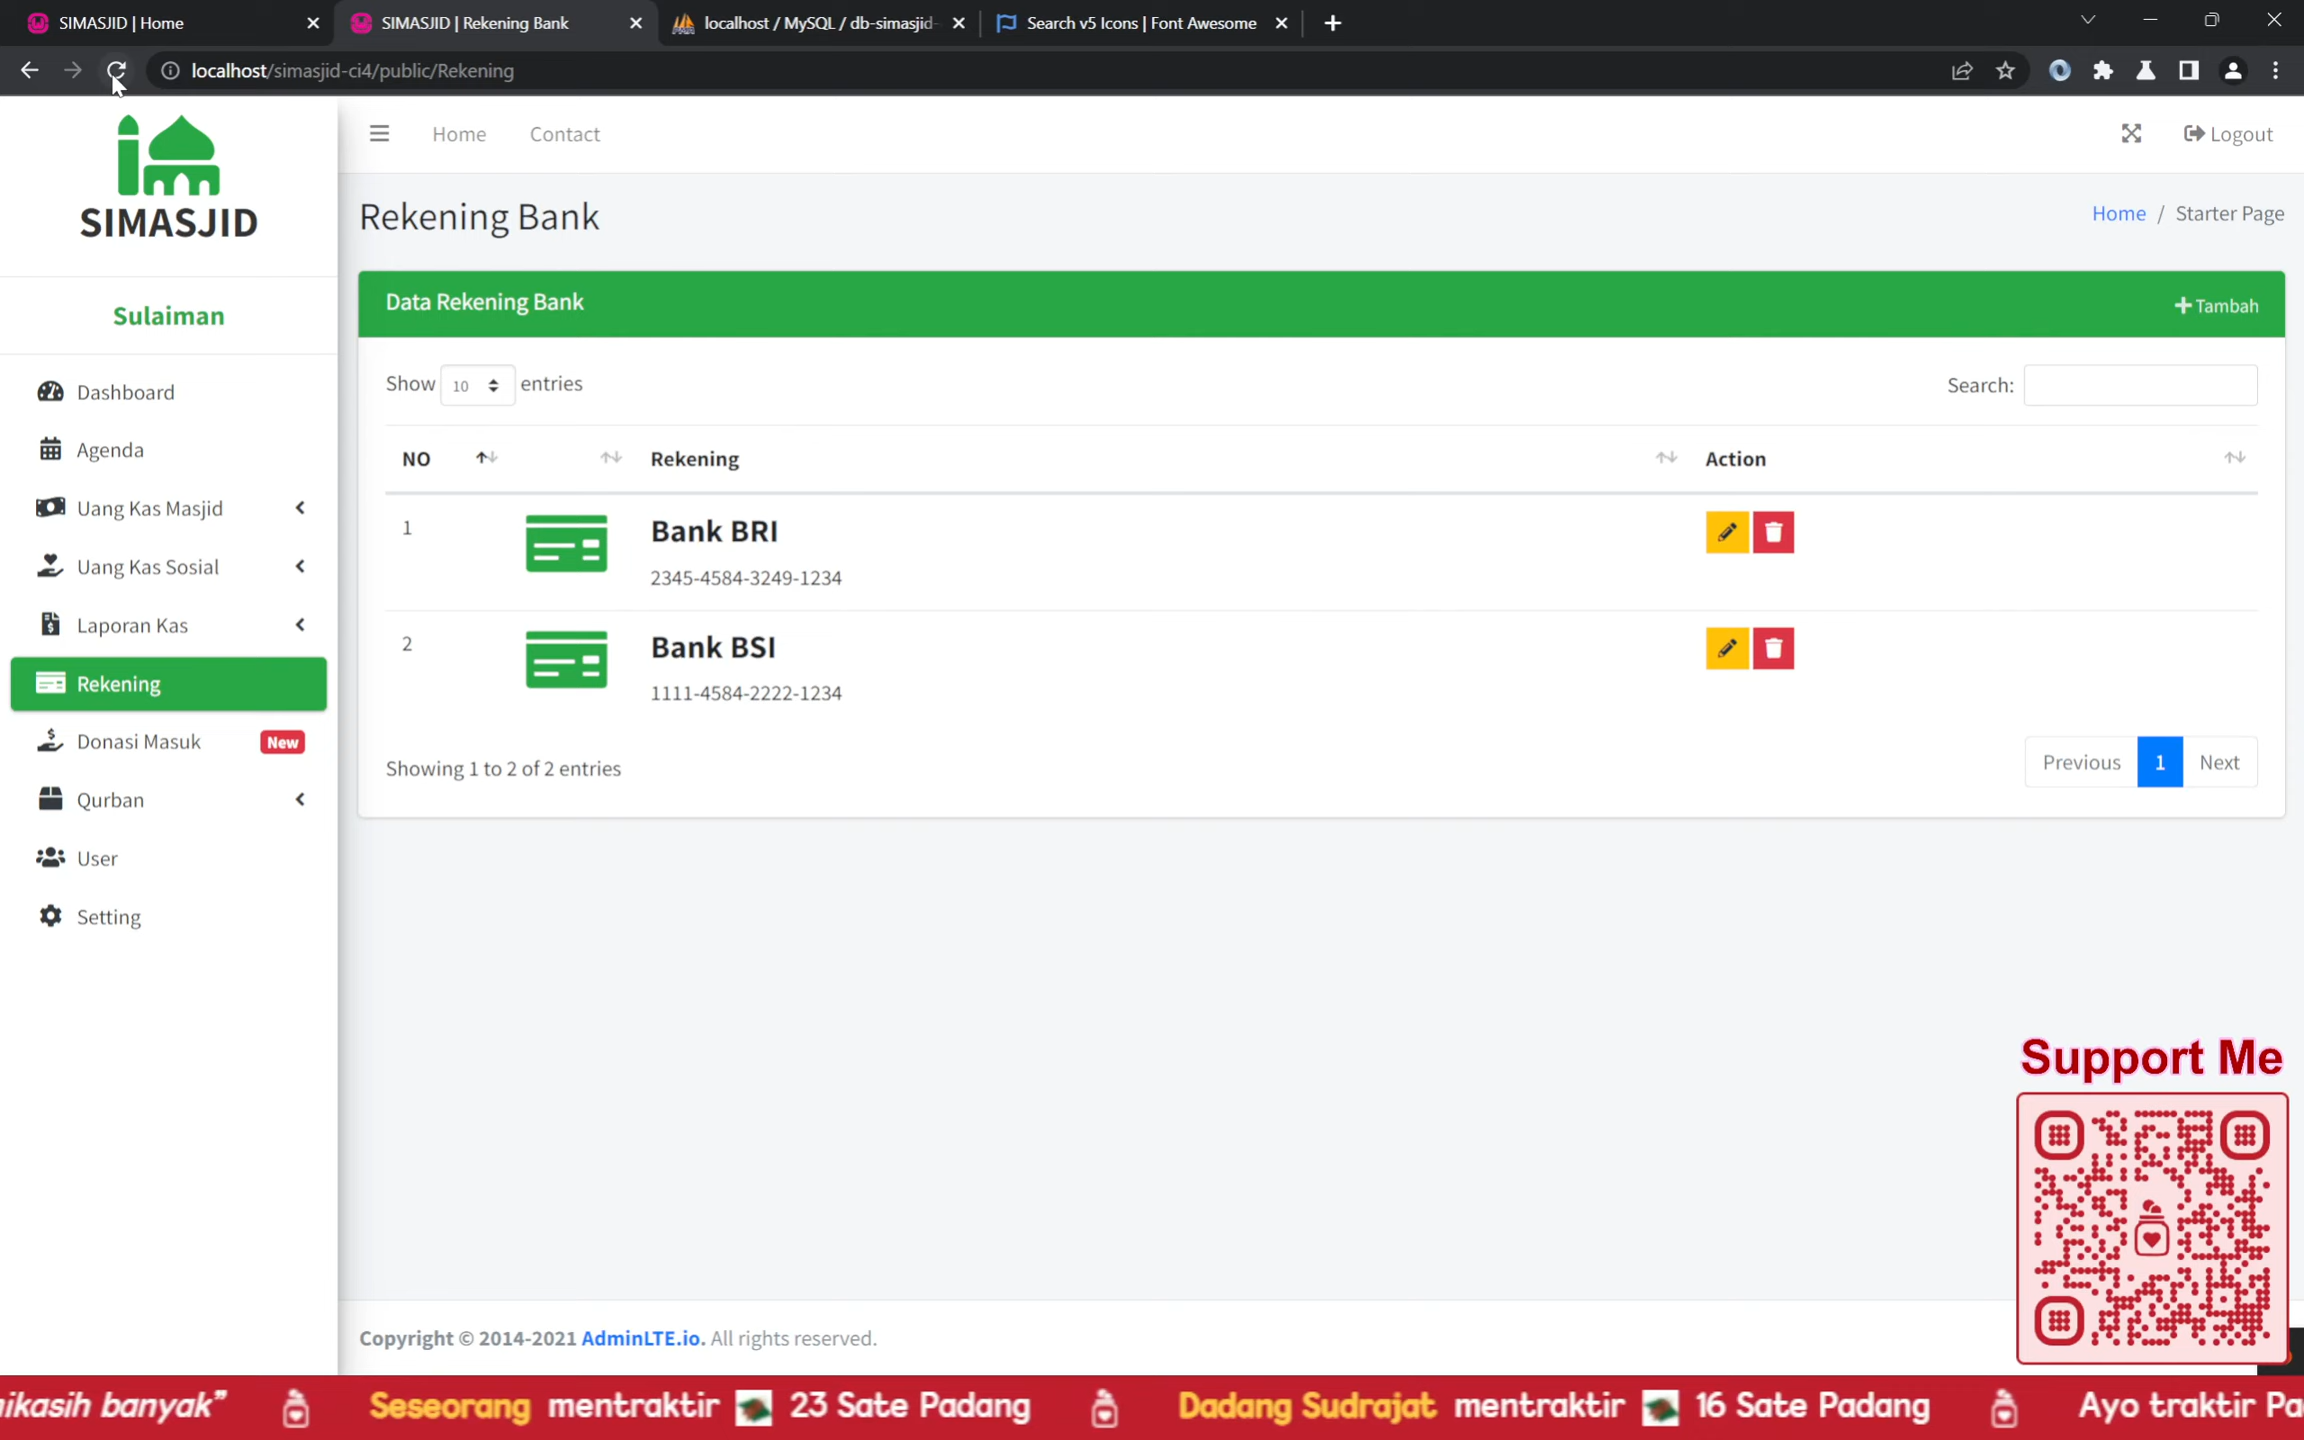 SIMASJID | Home
SIMASJID | Rekening Bank
localhost / MySQL / db-simasjid-
Search v5 Icons | Font Awesome
localhost/simasjid-ci4/public/Rekening
SIMASJID
Home
Contact
Logout
Rekening Bank
Home / Starter Page
Sulaiman
Dashboard
Agenda
Uang Kas Masjid
Uang Kas Sosial
Laporan Kas
Rekening
Donasi Masuk New
Qurban
User
Setting
Data Rekening Bank
Tambah
Show 10 entries
Search:
NO Rekening Action
1 Bank BRI
2345-4584-3249-1234
2 Bank BSI
1111-4584-2222-1234
Showing 1 to 2 of 2 entries
Previous 1 Next
Support Me
Copyright © 2014-2021 AdminLTE.io. All rights reserved.
ikasih banyak” Seseorang mentraktir 23 Sate Padang Dadang Sudrajat mentraktir 16 Sate Padang Ayo traktir Pa